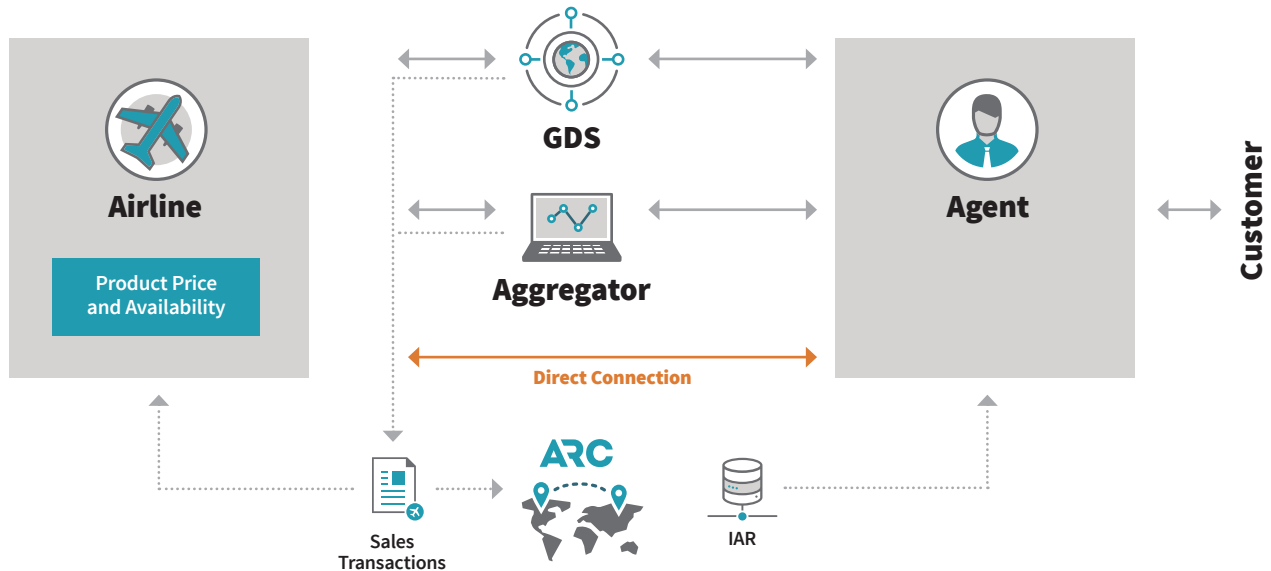 GDS
Airline
Agent
Customer
Product Price
and Availability
Aggregator
Direct Connection
ARC
Sales
Transactions
IAR